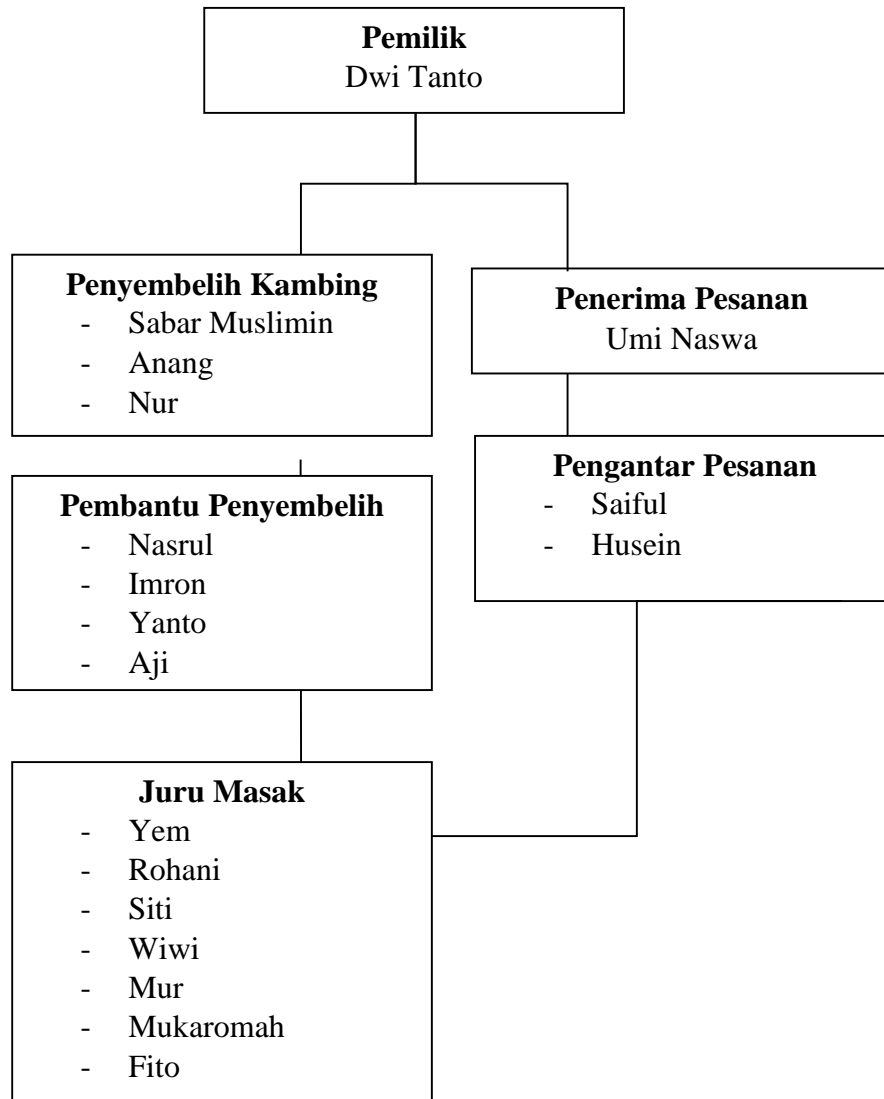 Pemilik
Dwi Tanto
Penyembelih Kambing
- Sabar Muslimin
- Anang
- Nur
Penerima Pesanan
Umi Naswa
Pembantu Penyembelih
- Nasrul
- Imron
- Yanto
- Aji
Pengantar Pesanan
- Saiful
- Husein
Juru Masak
- Yem
- Rohani
- Siti
- Wiwi
- Mur
- Mukaromah
- Fito